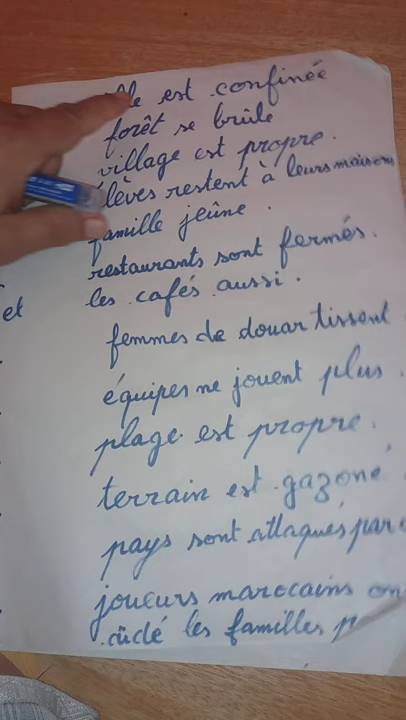 est confinée
forêt se brûle
village est propre.
élèves restent à leurs maisons
famille jeûne.
restaurants sont fermés.
et les cafés aussi.
femmes de douar tissent
équipes ne jouent plus.
plage est propre.
terrain est gazoné
pays sont attaqués par
joueurs marocains on
les familles